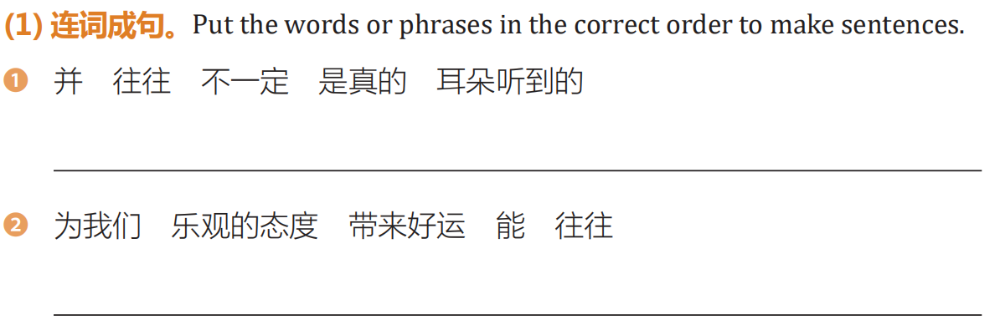 (1) 连词成句。Put the words or phrases in the correct order to make sentences.
1 并 往往 不一定 是真的 耳朵听到的
2 为我们 乐观的态度 带来好运 能 往往